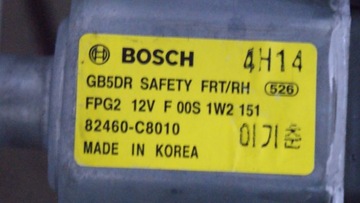 BOSCH 4H14
GB5DR SAFETY FRT/RH 526
FPG2 12V F 00S 1W2 151
82460-C8010 이기춘
MADE IN KOREA